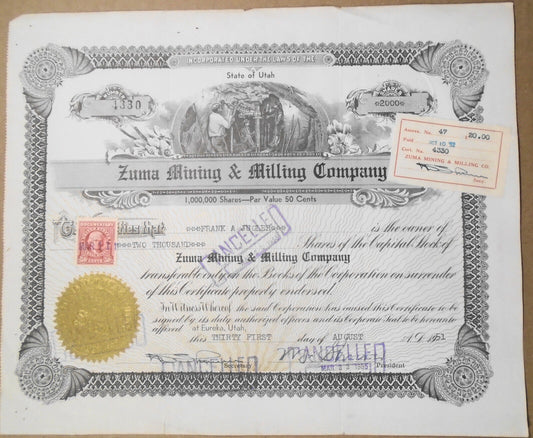 INCORPORATED UNDER THE LAWS OF THE
State of Utah
4330
2000
Zuma Mining & Milling Company
1,000,000 Shares—Par Value 50 Cents
Assess. No. 47 $20.00
Paid OCT 10 '52
Cert. No. 4330
ZUMA MINING & MILLING CO.
Secy.
This Certifies that FRANK A is the owner of
TWO THOUSAND Shares of the Capital Stock of
Zuma Mining & Milling Company
transferable only on the Books of the Corporation on surrender
of this Certificate properly endorsed.
In Witness Whereof the said Corporation has caused this Certificate to be
signed by its duly authorized officers and its Corporate Seal to be hereunto
affixed at Eureka, Utah,
this THIRTY FIRST day of AUGUST A.D. 1951
Secretary President
CANCELLED
CANCELLED
CANCELLED